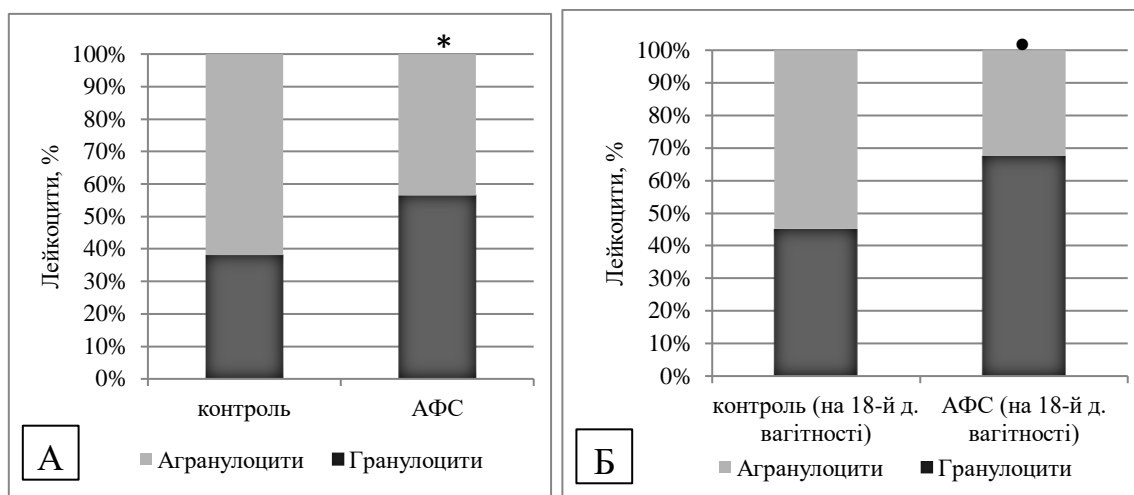 *
100%
90%
80%
70%
60%
50%
40%
30%
20%
10%
0%
Лейкоцити, %
контроль
АФС
А
Агранулоцити
Гранулоцити
●
100%
90%
80%
70%
60%
50%
40%
30%
20%
10%
0%
Лейкоцити, %
контроль (на 18-й д.
вагітності)
АФС (на 18-й д.
вагітності)
Б
Агранулоцити
Гранулоцити